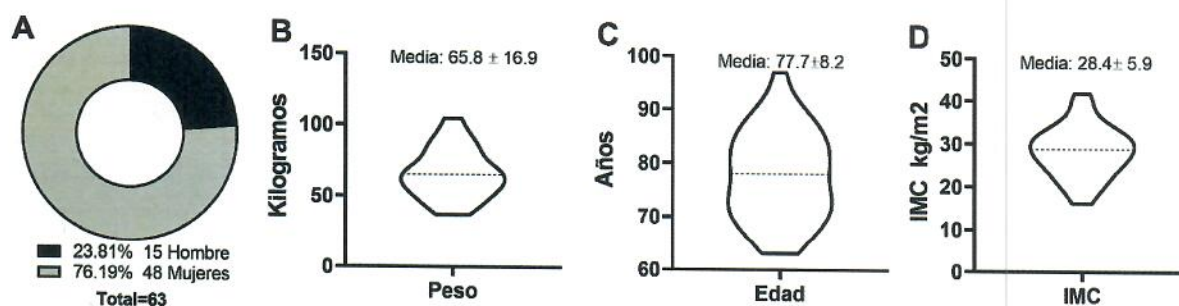 A
23.81% 15 Hombre
76.19% 48 Mujeres
Total=63
B
Media: 65.8 ± 16.9
Kilogramos
150
100
50
0
Peso
C
Media: 77.7±8.2
Años
100
90
80
70
60
Edad
D
Media: 28.4± 5.9
IMC kg/m2
50
40
30
20
10
0
IMC